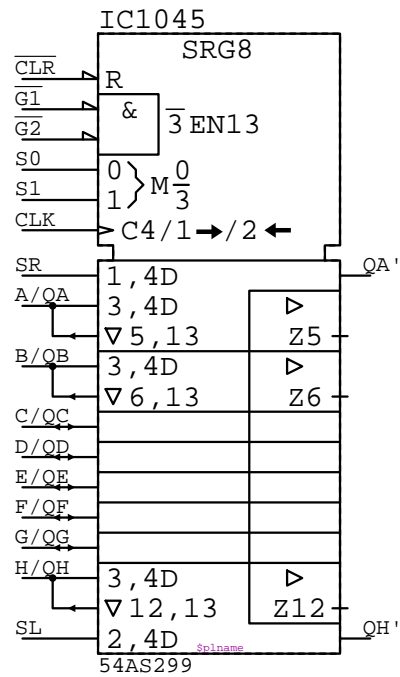 IC1045
SRG8
CLR
R
G1
&
3EN13
G2
S0
0
M 0/3
S1
1
CLK
C4/1→/2←
SR
1,4D
QA'
A/QA
3,4D
▷
▽5,13
Z5
B/QB
3,4D
▷
▽6,13
Z6
C/QC
D/QD
E/QE
F/QF
G/QG
H/QH
3,4D
▷
▽12,13
Z12
SL
2,4D
$plname
QH'
54AS299